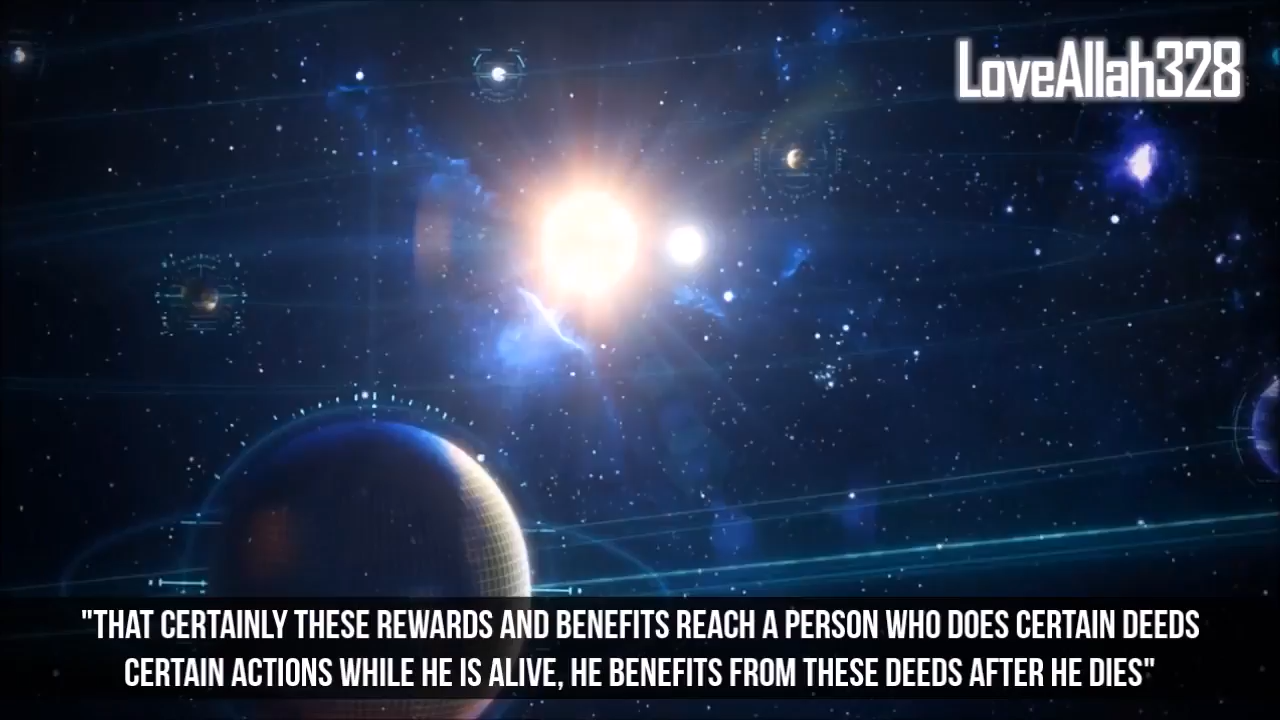 LoveAllah328
"THAT CERTAINLY THESE REWARDS AND BENEFITS REACH A PERSON WHO DOES CERTAIN DEEDS
CERTAIN ACTIONS WHILE HE IS ALIVE, HE BENEFITS FROM THESE DEEDS AFTER HE DIES"